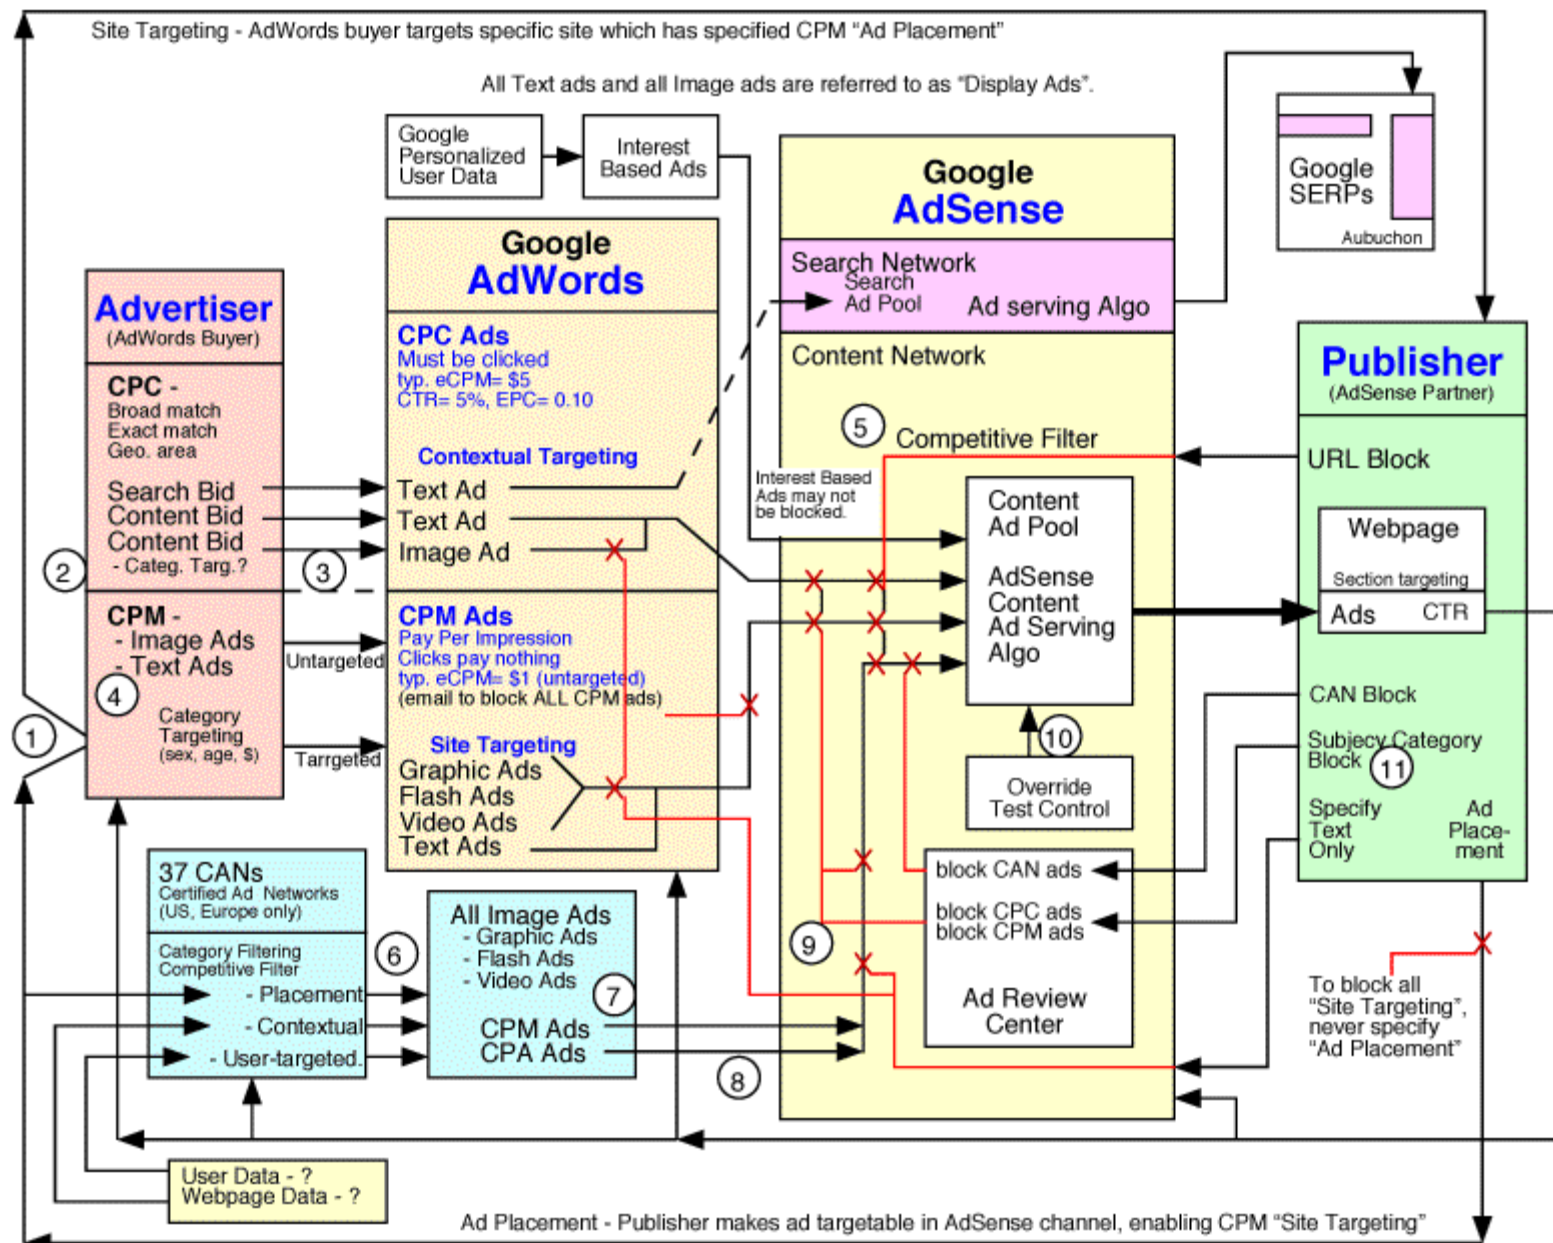 Site Targeting - AdWords buyer targets specific site which has specified CPM “Ad Placement”
All Text ads and all Image ads are referred to as “Display Ads”.
Google
Personalized
User Data
Interest
Based Ads
Google
SERPs
Aubuchon
Google
AdSense
Search Network
Search
Ad Pool
Ad serving Algo
Content Network
5
Competitive Filter
Interest Based
Ads may not
be blocked.
Content
Ad Pool
AdSense
Content
Ad Serving
Algo
10
Override
Test Control
block CAN ads
block CPC ads
block CPM ads
9
Ad Review
Center
Google
AdWords
CPC Ads
Must be clicked
typ. eCPM= $5
CTR= 5%, EPC= 0.10
Contextual Targeting
Text Ad
Text Ad
Image Ad
CPM Ads
Pay Per Impression
Clicks pay nothing
typ. eCPM= $1 (untargeted)
(email to block ALL CPM ads)
Site Targeting
Graphic Ads
Flash Ads
Video Ads
Text Ads
Advertiser
(AdWords Buyer)
CPC -
Broad match
Exact match
Geo. area
Search Bid
Content Bid
Content Bid
- Categ. Targ.?
2
3
CPM -
- Image Ads
- Text Ads
Untargeted
4
1
Category
Targeting
(sex, age, $)
Tarrgeted
37 CANs
Certified Ad Networks
(US, Europe only)
Category Filtering
Competitive Filter
- Placement
- Contextual
- User-targeted.
6
All Image Ads
- Graphic Ads
- Flash Ads
- Video Ads
7
CPM Ads
CPA Ads
8
Publisher
(AdSense Partner)
URL Block
Webpage
Section targeting
Ads CTR
CAN Block
Subjecy Category
Block
11
Specify
Text
Only
Ad
Place-
ment
To block all
“Site Targeting”,
never specify
“Ad Placement”
User Data - ?
Webpage Data - ?
Ad Placement - Publisher makes ad targetable in AdSense channel, enabling CPM “Site Targeting”